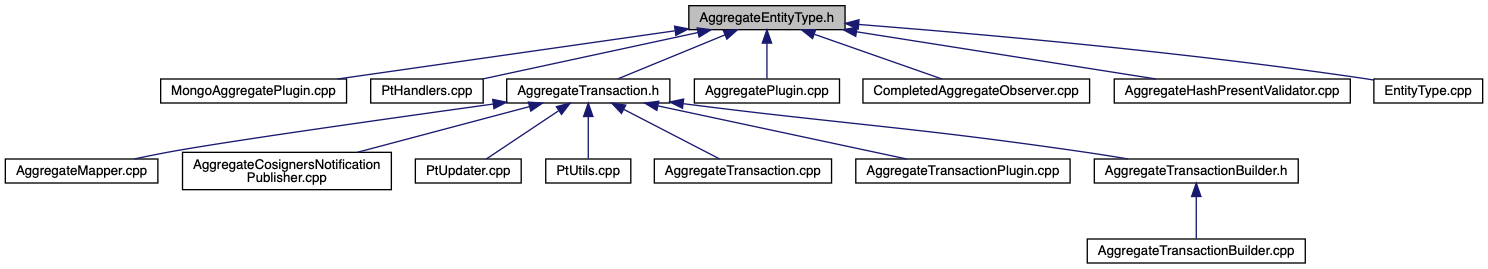 AggregateEntityType.h
MongoAggregatePlugin.cpp
PtHandlers.cpp
AggregateTransaction.h
AggregatePlugin.cpp
CompletedAggregateObserver.cpp
AggregateHashPresentValidator.cpp
EntityType.cpp
AggregateMapper.cpp
AggregateCosignersNotification
Publisher.cpp
PtUpdater.cpp
PtUtils.cpp
AggregateTransaction.cpp
AggregateTransactionPlugin.cpp
AggregateTransactionBuilder.h
AggregateTransactionBuilder.cpp